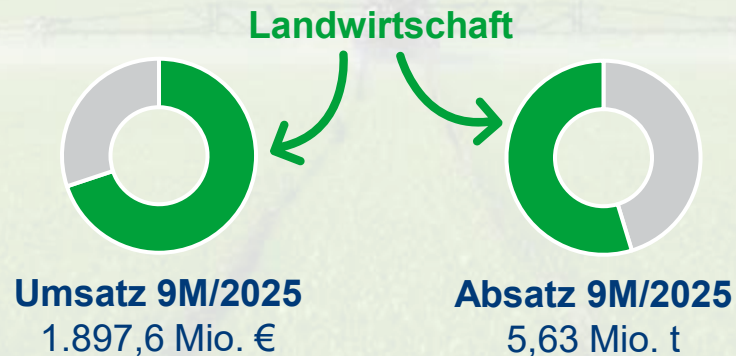 Landwirtschaft
Umsatz 9M/2025
1.897,6 Mio. €
Absatz 9M/2025
5,63 Mio. t